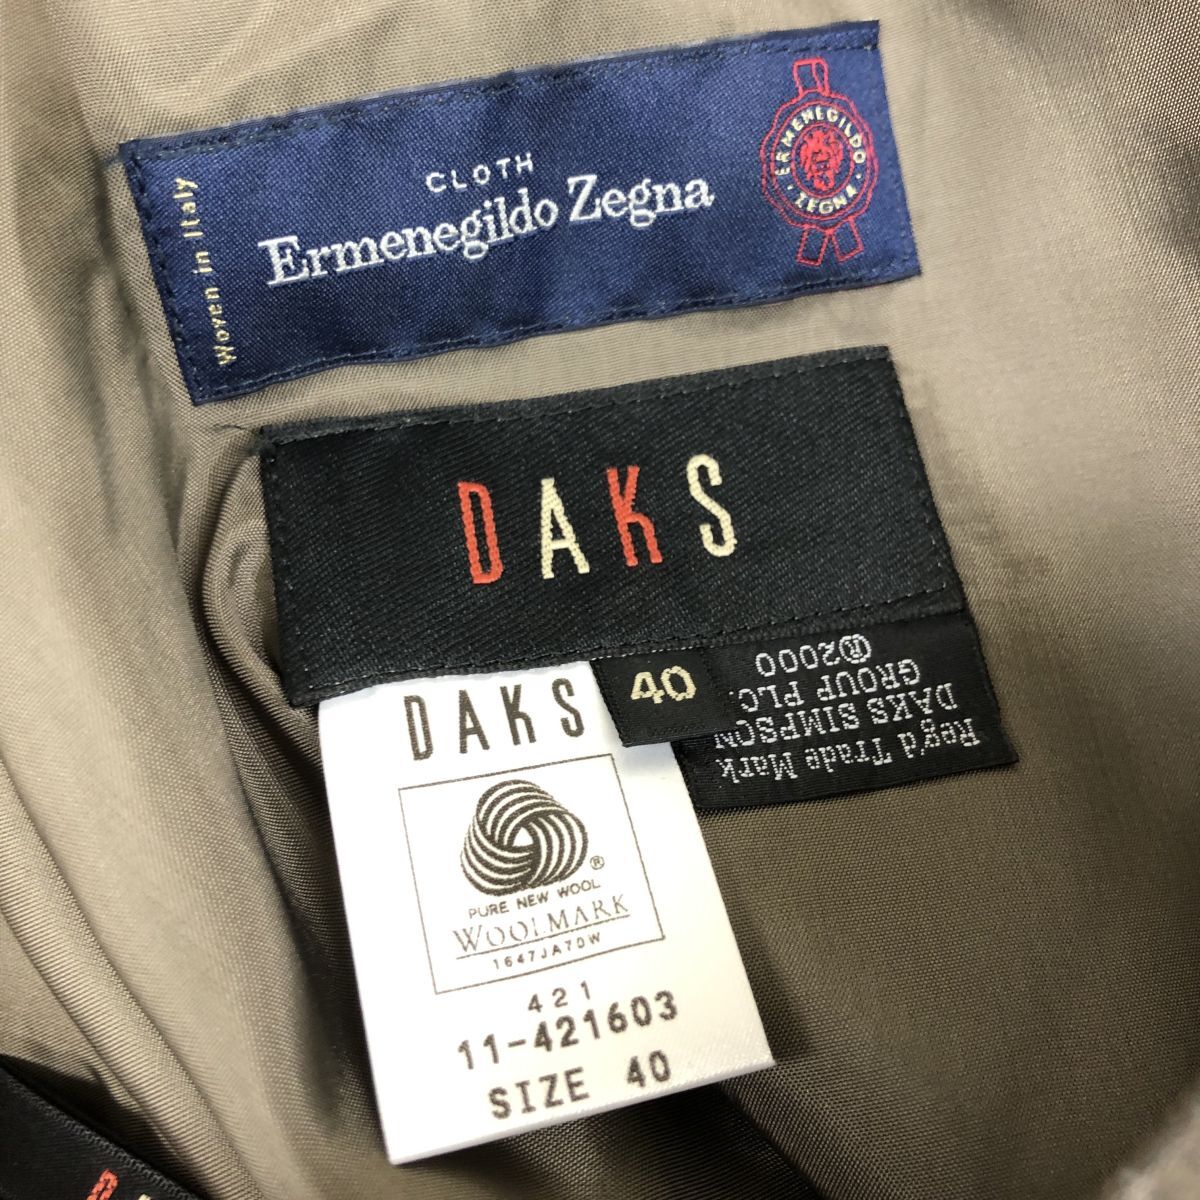 CLOTH
Ermenegildo Zegna
Woven in Italy
ERMENEGILDO
ZEGNA
DAKS
40
Reg'd Trade Mark
DAKS SIMPSON
GROUP PLC.
®2000
DAKS
®
PURE NEW WOOL
WOOLMARK
1647JA70W
421
11-421603
SIZE 40
DAKS